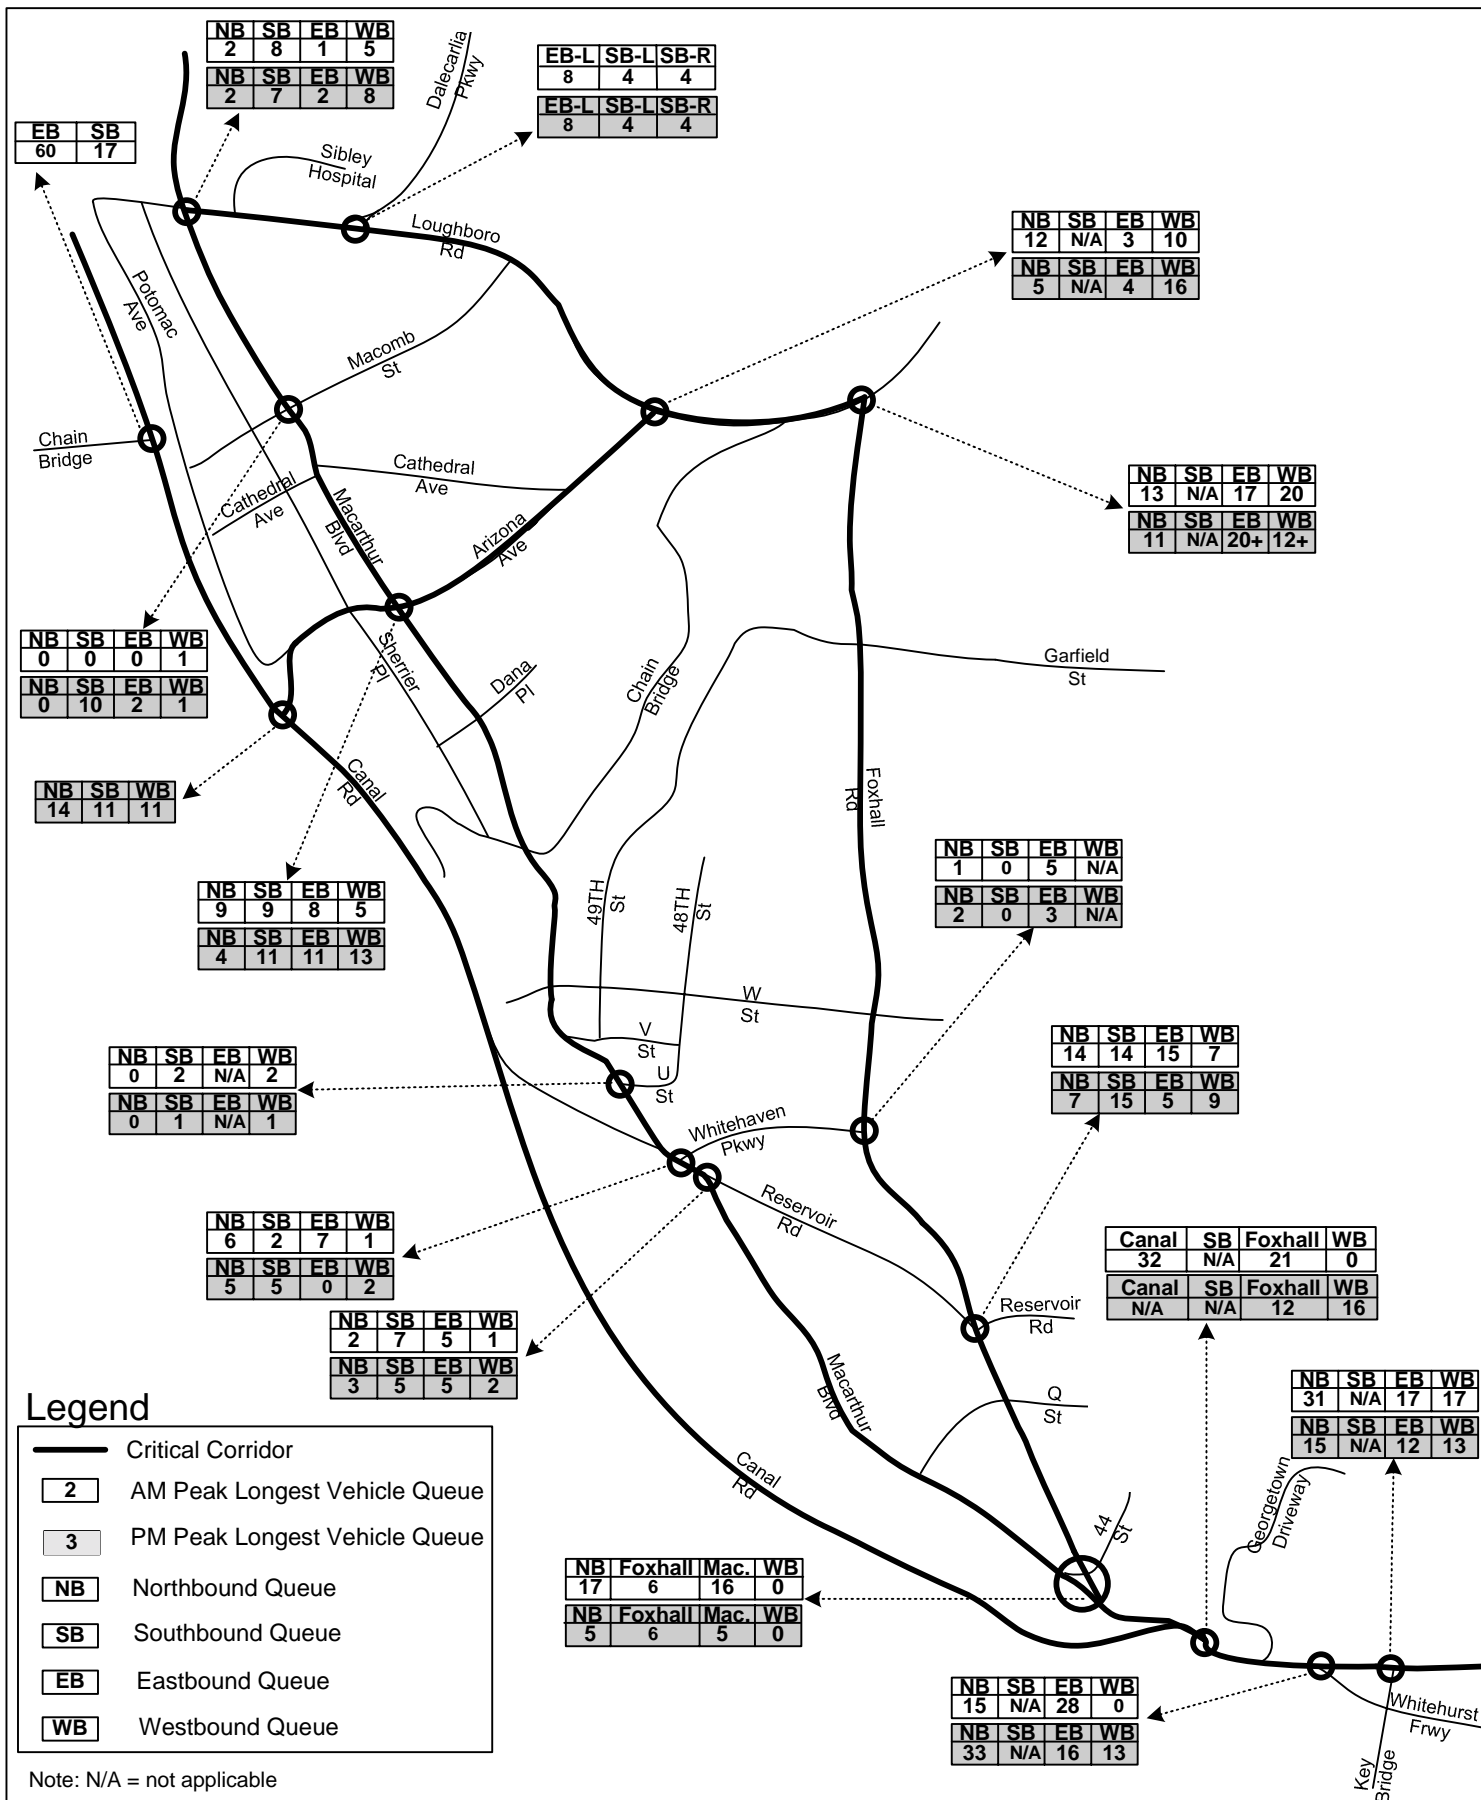 NB SB EB WB
2 8 1 5
NB SB EB WB
2 7 2 8
Dalecarlia
Pkwy
EB-L SB-L SB-R
8 4 4
EB-L SB-L SB-R
8 4 4
EB SB
60 17
Sibley
Hospital
Loughboro
Rd
NB SB EB WB
12 N/A 3 10
NB SB EB WB
5 N/A 4 16
Potomac
Ave
Macomb
St
Chain
Bridge
Cathedral
Ave
Cathedral
Ave
Macarthur
Blvd
Arizona
Ave
NB SB EB WB
13 N/A 17 20
NB SB EB WB
11 N/A 20+ 12+
NB SB EB WB
0 0 0 1
NB SB EB WB
0 10 2 1
Sherrier
Pl
Dana
Pl
Chain
Bridge
Garfield
St
NB SB WB
14 11 11
Canal
Rd
Foxhall
Rd
NB SB EB WB
9 9 8 5
NB SB EB WB
4 11 11 13
49TH
St
48TH
St
NB SB EB WB
1 0 5 N/A
NB SB EB WB
2 0 3 N/A
W
St
V
St
U
St
NB SB EB WB
0 2 N/A 2
NB SB EB WB
0 1 N/A 1
NB SB EB WB
14 14 15 7
NB SB EB WB
7 15 5 9
Whitehaven
Pkwy
Reservoir
Rd
NB SB EB WB
6 2 7 1
NB SB EB WB
5 5 0 2
Canal SB Foxhall WB
32 N/A 21 0
Canal SB Foxhall WB
N/A N/A 12 16
Reservoir
Rd
NB SB EB WB
2 7 5 1
NB SB EB WB
3 5 5 2
Macarthur
Blvd
Q
St
NB SB EB WB
31 N/A 17 17
NB SB EB WB
15 N/A 12 13
Legend
Critical Corridor
2 AM Peak Longest Vehicle Queue
3 PM Peak Longest Vehicle Queue
NB Northbound Queue
SB Southbound Queue
EB Eastbound Queue
WB Westbound Queue
Canal
Rd
Georgetown
Driveway
44
St
NB Foxhall Mac. WB
17 6 16 0
NB Foxhall Mac. WB
5 6 5 0
NB SB EB WB
15 N/A 28 0
NB SB EB WB
33 N/A 16 13
Whitehurst
Frwy
Key
Bridge
Note: N/A = not applicable